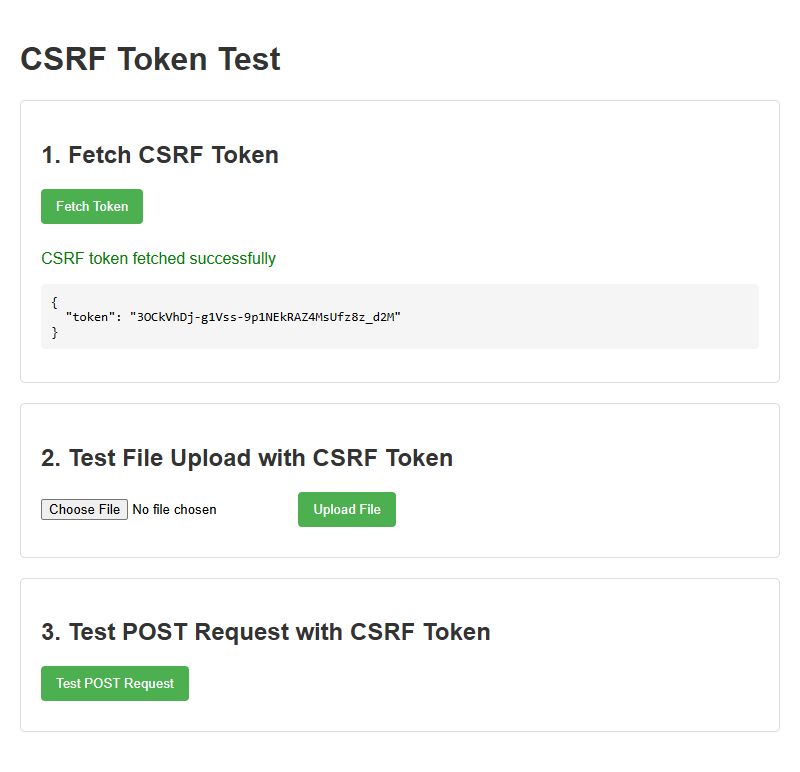 CSRF Token Test
1. Fetch CSRF Token
Fetch Token
CSRF token fetched successfully
{
  "token": "3OCkVhDj-g1Vss-9p1NEkRAZ4MsUfz8z_d2M"
}
2. Test File Upload with CSRF Token
Choose File No file chosen Upload File
3. Test POST Request with CSRF Token
Test POST Request